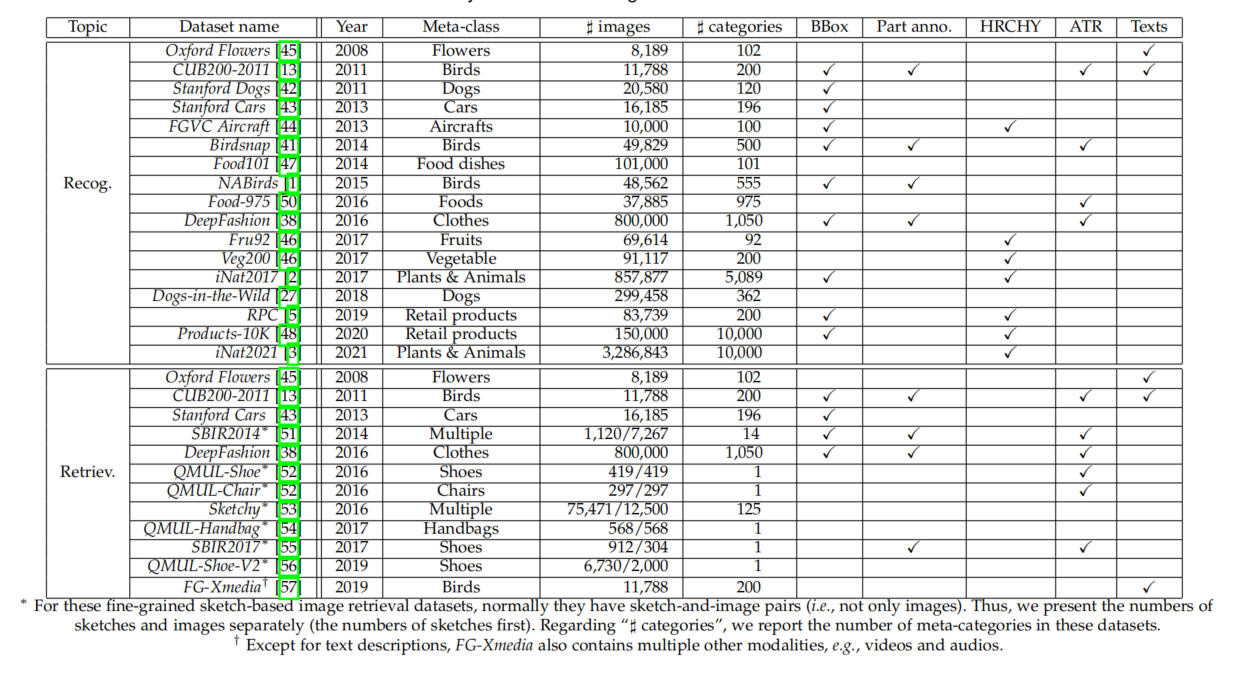 Topic Dataset name Year Meta-class ♯ images ♯ categories BBox Part anno. HRCHY ATR Texts
Oxford Flowers [45] 2008 Flowers 8,189 102 ✓
CUB200-2011 [13] 2011 Birds 11,788 200 ✓ ✓ ✓ ✓
Stanford Dogs [42] 2011 Dogs 20,580 120 ✓
Stanford Cars [43] 2013 Cars 16,185 196 ✓
FGVC Aircraft [44] 2013 Aircrafts 10,000 100 ✓ ✓
Birdsnap [41] 2014 Birds 49,829 500 ✓ ✓ ✓
Food101 [47] 2014 Food dishes 101,000 101
Recog. NABirds [1] 2015 Birds 48,562 555 ✓ ✓
Food-975 [50] 2016 Foods 37,885 975 ✓
DeepFashion [38] 2016 Clothes 800,000 1,050 ✓ ✓ ✓
Fru92 [46] 2017 Fruits 69,614 92 ✓
Veg200 [46] 2017 Vegetable 91,117 200 ✓
iNat2017 [2] 2017 Plants & Animals 857,877 5,089 ✓ ✓
Dogs-in-the-Wild [27] 2018 Dogs 299,458 362
RPC [5] 2019 Retail products 83,739 200 ✓ ✓
Products-10K [48] 2020 Retail products 150,000 10,000 ✓ ✓
iNat2021 [3] 2021 Plants & Animals 3,286,843 10,000 ✓
Oxford Flowers [45] 2008 Flowers 8,189 102 ✓
CUB200-2011 [13] 2011 Birds 11,788 200 ✓ ✓ ✓ ✓
Stanford Cars [43] 2013 Cars 16,185 196 ✓
SBIR2014* [51] 2014 Multiple 1,120/7,267 14 ✓ ✓ ✓
DeepFashion [38] 2016 Clothes 800,000 1,050 ✓ ✓ ✓
Retriev. QMUL-Shoe* [52] 2016 Shoes 419/419 1 ✓
QMUL-Chair* [52] 2016 Chairs 297/297 1 ✓
Sketchy* [53] 2016 Multiple 75,471/12,500 125
QMUL-Handbag* [54] 2017 Handbags 568/568 1
SBIR2017* [55] 2017 Shoes 912/304 1 ✓ ✓
QMUL-Shoe-V2* [56] 2019 Shoes 6,730/2,000 1
FG-Xmedia† [57] 2019 Birds 11,788 200 ✓
* For these fine-grained sketch-based image retrieval datasets, normally they have sketch-and-image pairs (i.e., not only images). Thus, we present the numbers of
sketches and images separately (the numbers of sketches first). Regarding “♯ categories”, we report the number of meta-categories in these datasets.
† Except for text descriptions, FG-Xmedia also contains multiple other modalities, e.g., videos and audios.